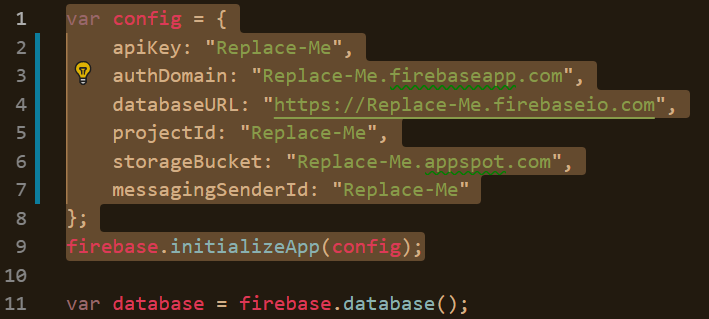 1 var config = {
2 apiKey: "Replace-Me",
3 authDomain: "Replace-Me.firebaseapp.com",
4 databaseURL: "https://Replace-Me.firebaseio.com",
5 projectId: "Replace-Me",
6 storageBucket: "Replace-Me.appspot.com",
7 messagingSenderId: "Replace-Me"
8 };
9 firebase.initializeApp(config);
10
11 var database = firebase.database();